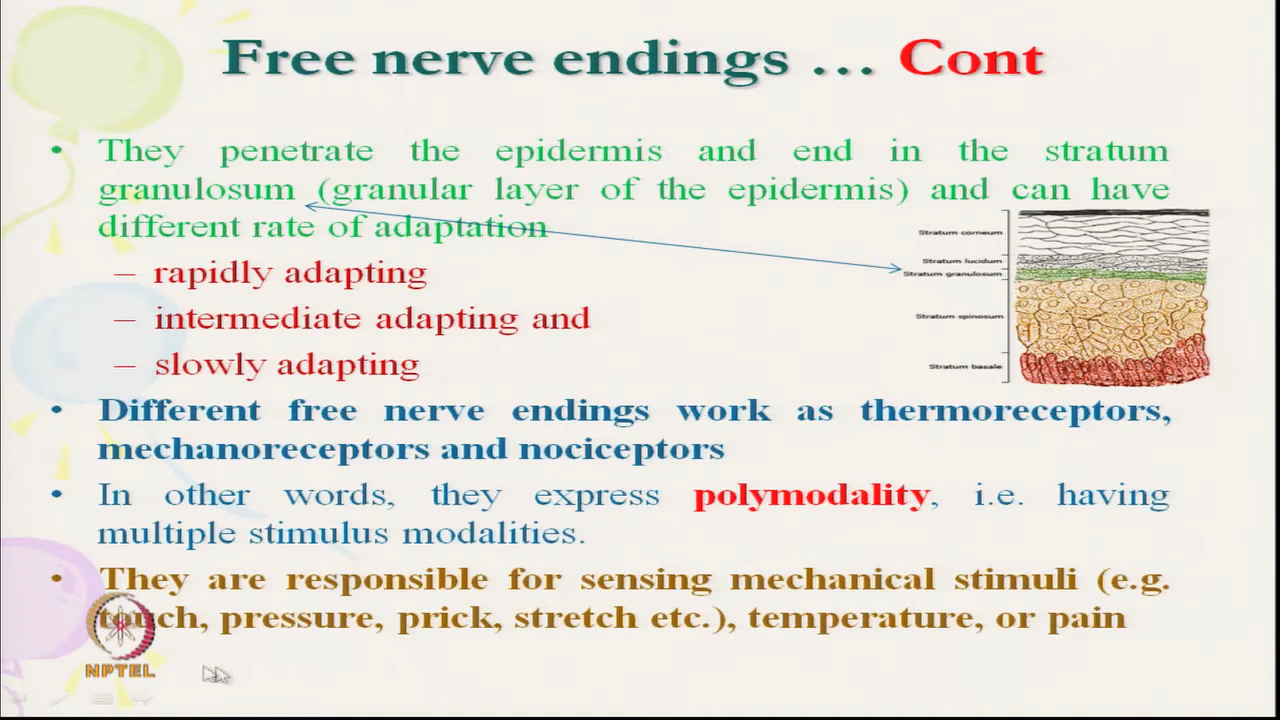 Free nerve endings ... Cont
• They penetrate the epidermis and end in the stratum
granulosum (granular layer of the epidermis) and can have
different rate of adaptation
– rapidly adapting
– intermediate adapting and
– slowly adapting
Stratum corneum
Stratum lucidum
Stratum granulosum
Stratum spinosum
Stratum basale
• Different free nerve endings work as thermoreceptors,
mechanoreceptors and nociceptors
• In other words, they express polymodality, i.e. having
multiple stimulus modalities.
• They are responsible for sensing mechanical stimuli (e.g.
touch, pressure, prick, stretch etc.), temperature, or pain
NPTEL